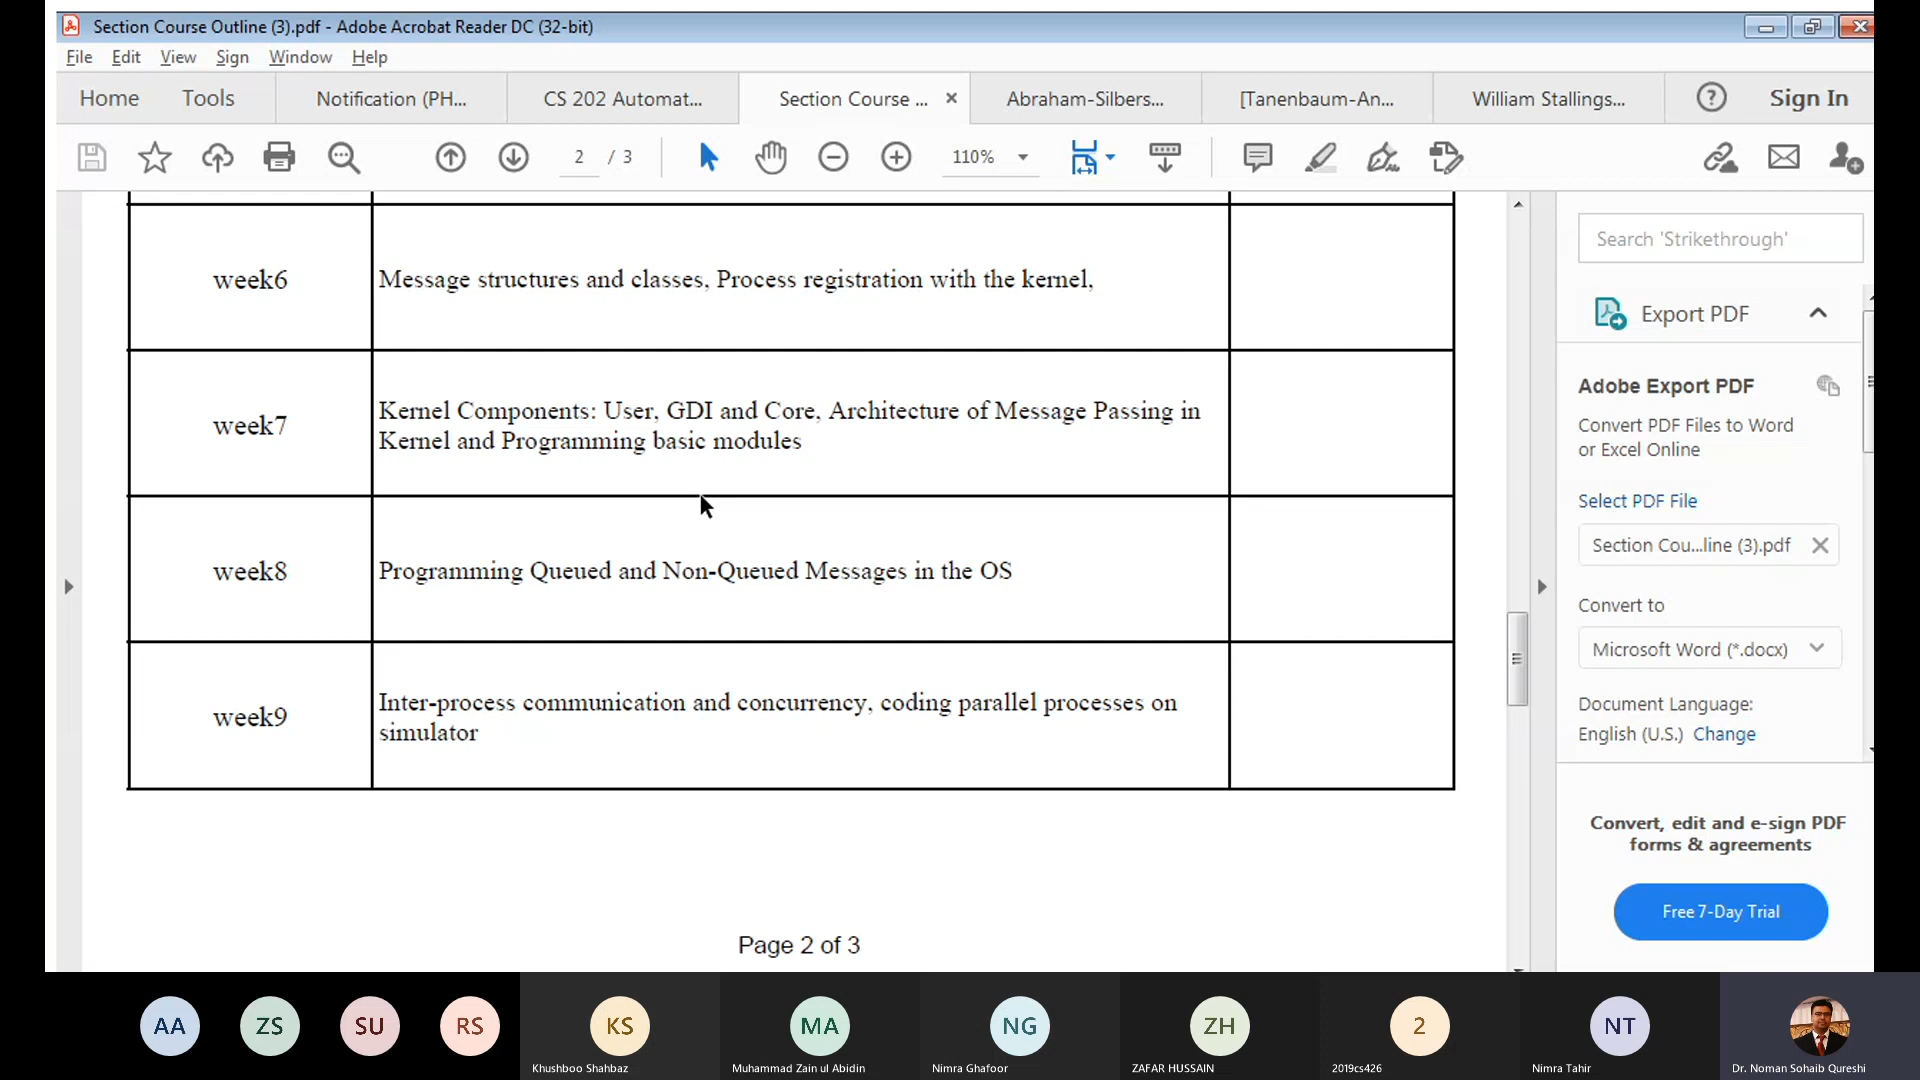 Section Course Outline (3).pdf - Adobe Acrobat Reader DC (32-bit)
File Edit View Sign Window Help
Home Tools Notification (PH... CS 202 Automat... Section Course ... Abraham-Silbers... [Tanenbaum-An... William Stallings... Sign In
2 / 3 110%
week6 Message structures and classes, Process registration with the kernel,
week7 Kernel Components: User, GDI and Core, Architecture of Message Passing in
Kernel and Programming basic modules
week8 Programming Queued and Non-Queued Messages in the OS
week9 Inter-process communication and concurrency, coding parallel processes on
simulator
Page 2 of 3
Search 'Strikethrough'
Export PDF
Adobe Export PDF
Convert PDF Files to Word
or Excel Online
Select PDF File
Section Cou...line (3).pdf
Convert to
Microsoft Word (*.docx)
Document Language:
English (U.S.) Change
Convert, edit and e-sign PDF
forms & agreements
Free 7-Day Trial
AA ZS SU RS KS MA NG ZH 2 NT
Khushboo Shahbaz Muhammad Zain ul Abidin Nimra Ghafoor ZAFAR HUSSAIN 2019cs426 Nimra Tahir Dr. Noman Sohaib Qureshi